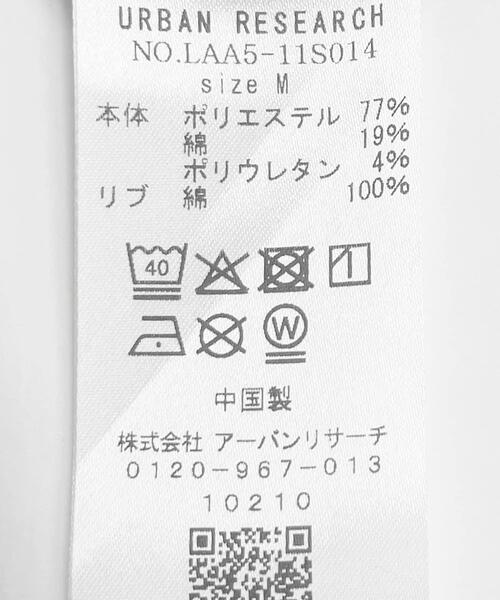 URBAN RESEARCH
NO.LAA5-11S014
size M
本体 ポリエステル 77%
綿 19%
ポリウレタン 4%
リブ 綿 100%
40
W
中国製
株式会社 アーバンリサーチ
0120-967-013
10210